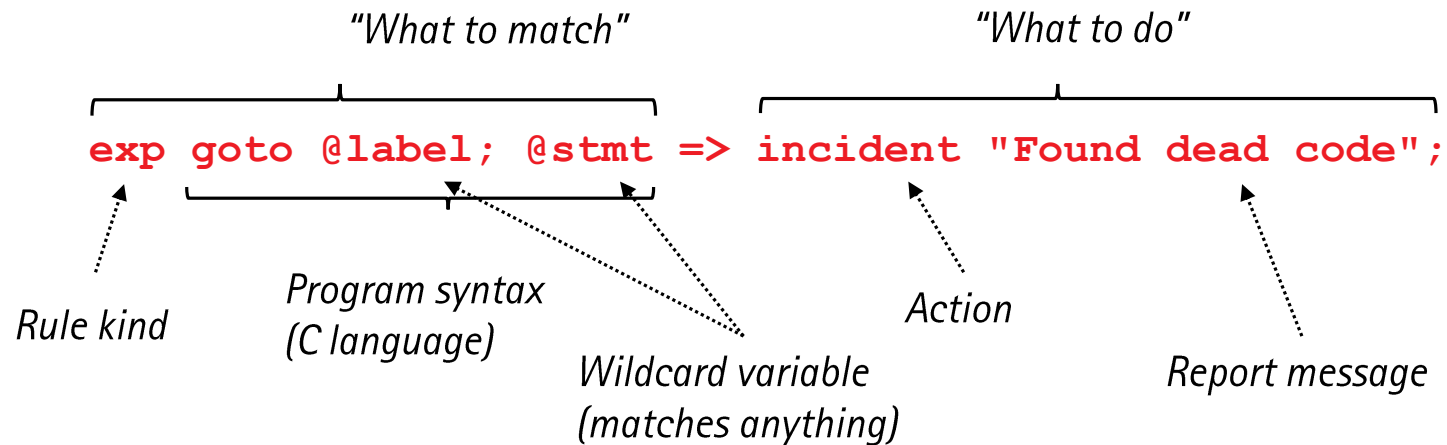 “What to match”
“What to do”
exp goto @label; @stmt => incident "Found dead code";
Rule kind
Program syntax
(C language)
Wildcard variable
(matches anything)
Action
Report message